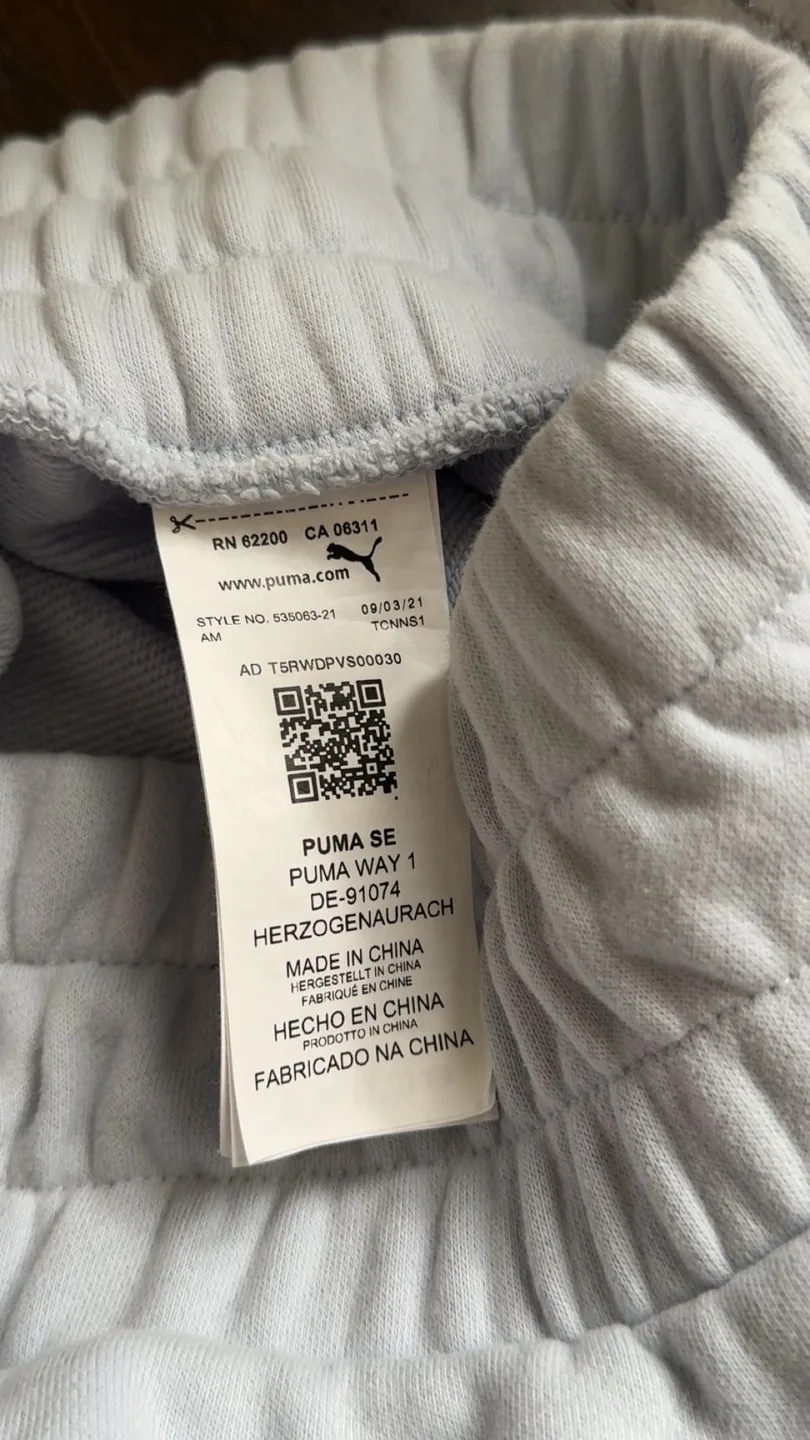 RN 62200 CA 06311
www.puma.com
STYLE NO. 535063-21 09/03/21
AM TCNNS1
AD T5RWDPVS00030
PUMA SE
PUMA WAY 1
DE-91074
HERZOGENAURACH
MADE IN CHINA
HERGESTELLT IN CHINA
FABRIQUÉ EN CHINE
HECHO EN CHINA
PRODOTTO IN CHINA
FABRICADO NA CHINA